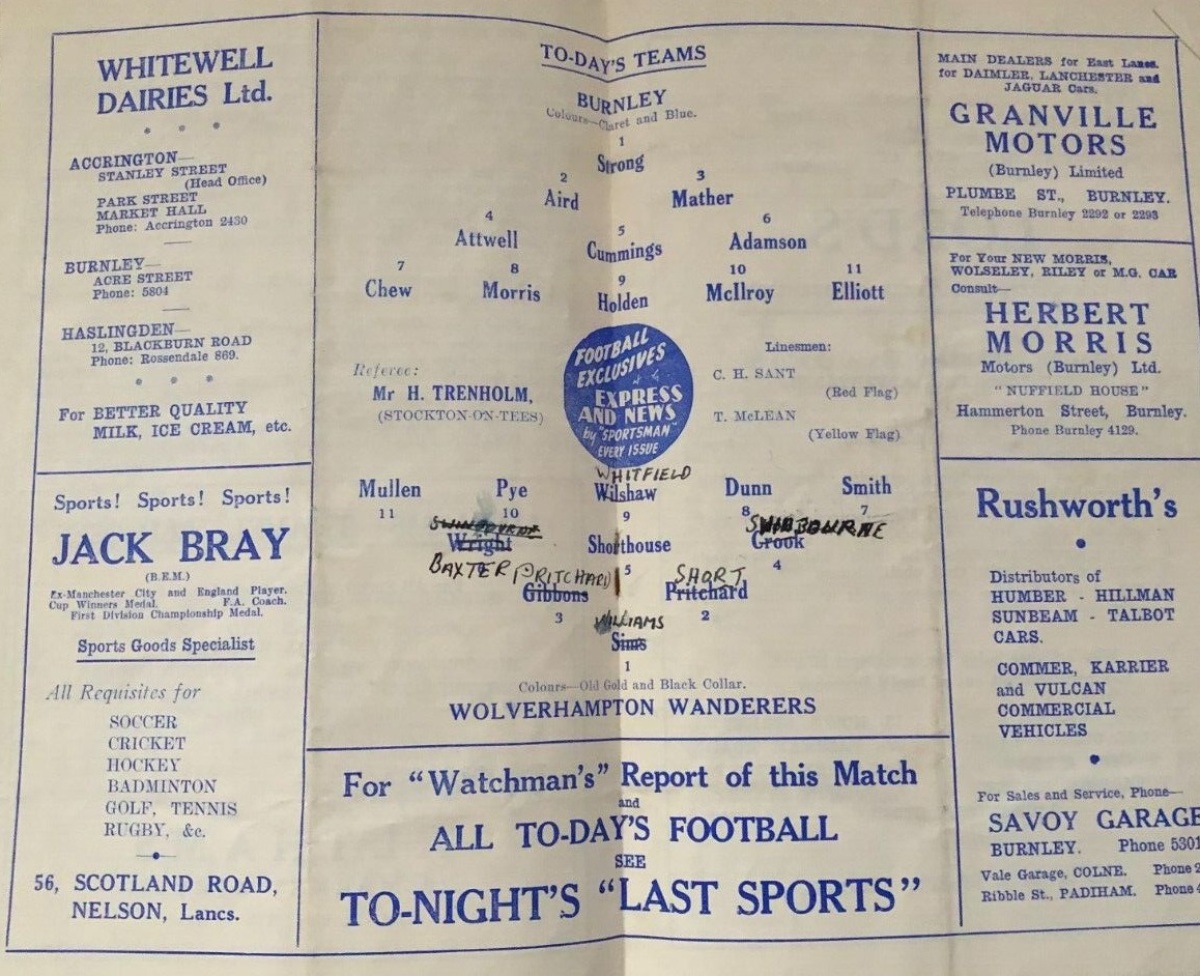 WHITEWELL
DAIRIES Ltd.
ACCRINGTON—
STANLEY STREET
(Head Office)
PARK STREET
MARKET HALL
Phone: Accrington 2430
BURNLEY—
ACRE STREET
Phone: 5804
HASLINGDEN—
12, BLACKBURN ROAD
Phone: Rossendale 869.
For BETTER QUALITY
MILK, ICE CREAM, etc.
Sports! Sports! Sports!
JACK BRAY
(B.E.M.)
Ex-Manchester City and England Player.
Cup Winners Medal. F.A. Coach.
First Division Championship Medal.
Sports Goods Specialist
All Requisites for
SOCCER
CRICKET
HOCKEY
BADMINTON
GOLF, TENNIS
RUGBY, &c.
56, SCOTLAND ROAD,
NELSON, Lancs.
TO-DAY'S TEAMS
BURNLEY
Colours—Claret and Blue.
1
Strong
2 3
Aird Mather
4 5 6
Attwell Cummings Adamson
7 8 9 10 11
Chew Morris Holden McIlroy Elliott
Referee:
Mr H. TRENHOLM,
(STOCKTON-ON-TEES)
FOOTBALL
EXCLUSIVES
EXPRESS
AND NEWS
by "SPORTSMAN"
EVERY ISSUE
Linesmen:
C. H. SANT
(Red Flag)
T. McLEAN
(Yellow Flag)
WHITFIELD
Mullen Pye Wilshaw Dunn Smith
11 10 9 8 7
SWINBOURNE SWINBOURNE
Wright Shorthouse Crook
BAXTER PRITCHARD 5 SHORT 4
Gibbons Pritchard
3 WILLIAMS 2
Sims
1
Colours—Old Gold and Black Collar.
WOLVERHAMPTON WANDERERS
For "Watchman's" Report of this Match
and
ALL TO-DAY'S FOOTBALL
SEE
TO-NIGHT'S "LAST SPORTS"
MAIN DEALERS for East Lancs.
for DAIMLER, LANCHESTER and
JAGUAR Cars.
GRANVILLE
MOTORS
(Burnley) Limited
PLUMBE ST., BURNLEY.
Telephone Burnley 2292 or 2293
For Your NEW MORRIS,
WOLSELEY, RILEY or M.G. CAR
Consult—
HERBERT
MORRIS
Motors (Burnley) Ltd.
"NUFFIELD HOUSE"
Hammerton Street, Burnley.
Phone Burnley 4129.
Rushworth's
Distributors of
HUMBER - HILLMAN
SUNBEAM - TALBOT
CARS.
COMMER, KARRIER
and VULCAN
COMMERCIAL
VEHICLES
For Sales and Service, Phone—
SAVOY GARAGE
BURNLEY. Phone 5301
Vale Garage, COLNE. Phone
Ribble St., PADIHAM. Phone